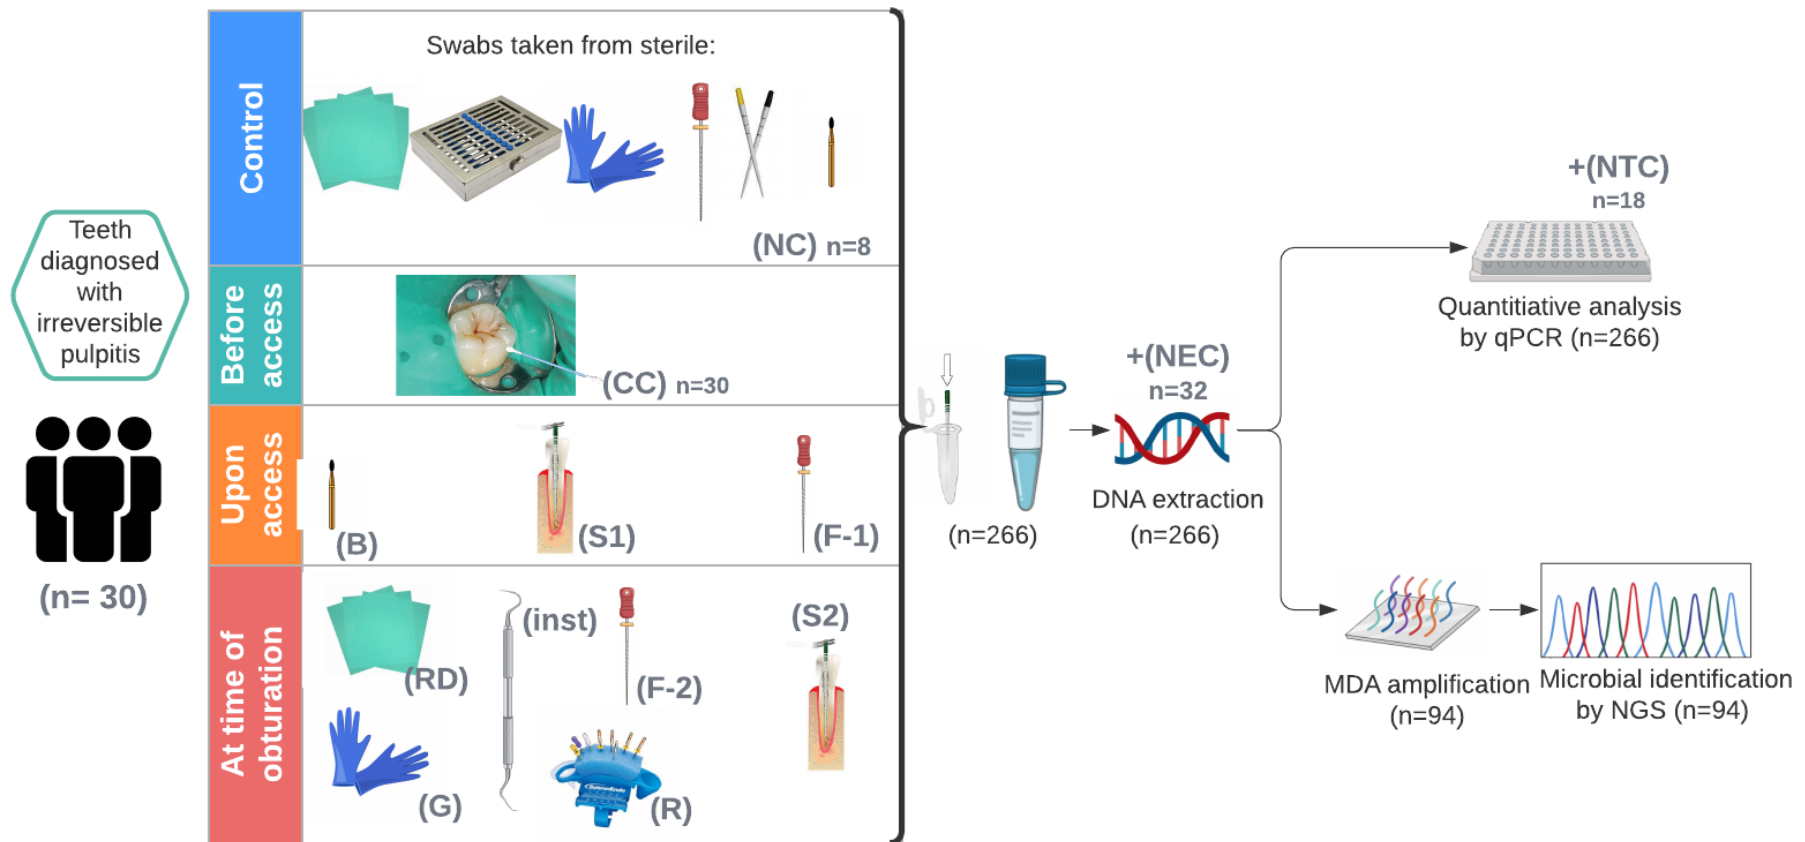 Teeth
diagnosed
with
irreversible
pulpitis
(n= 30)
Control
Swabs taken from sterile:
(NC) n=8
Before
access
(CC) n=30
Upon
access
(B)
(S1)
(F-1)
At time of
obturation
(RD)
(inst)
(F-2)
(S2)
(G)
(R)
(n=266)
+(NEC)
n=32
DNA extraction
(n=266)
+(NTC)
n=18
Quantitiative analysis
by qPCR (n=266)
MDA amplification
(n=94)
Microbial identification
by NGS (n=94)